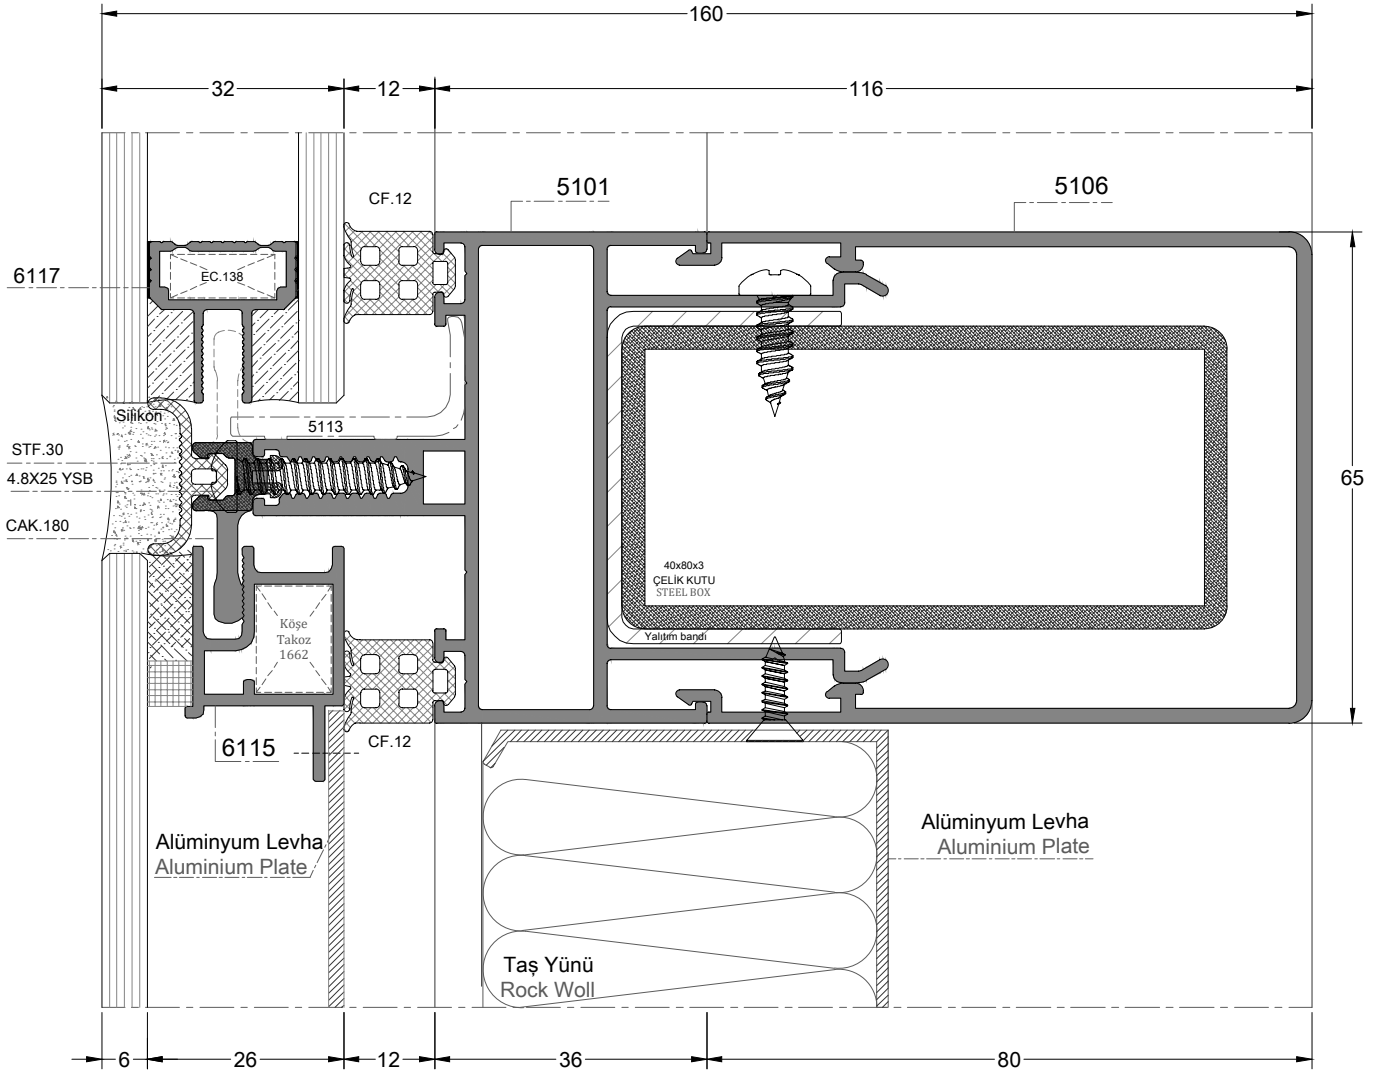 160
32
12
116
CF.12
5101
5106
6117
EC.138
Silikon
5113
STF.30
4.8X25 YSB
CAK.180
65
40x80x3
ÇELİK KUTU
STEEL BOX
Köşe
Takoz
1662
Yalıtım bandı
6115
CF.12
Alüminyum Levha
Aluminium Plate
Alüminyum Levha
Aluminium Plate
Taş Yünü
Rock Woll
6
26
12
36
80